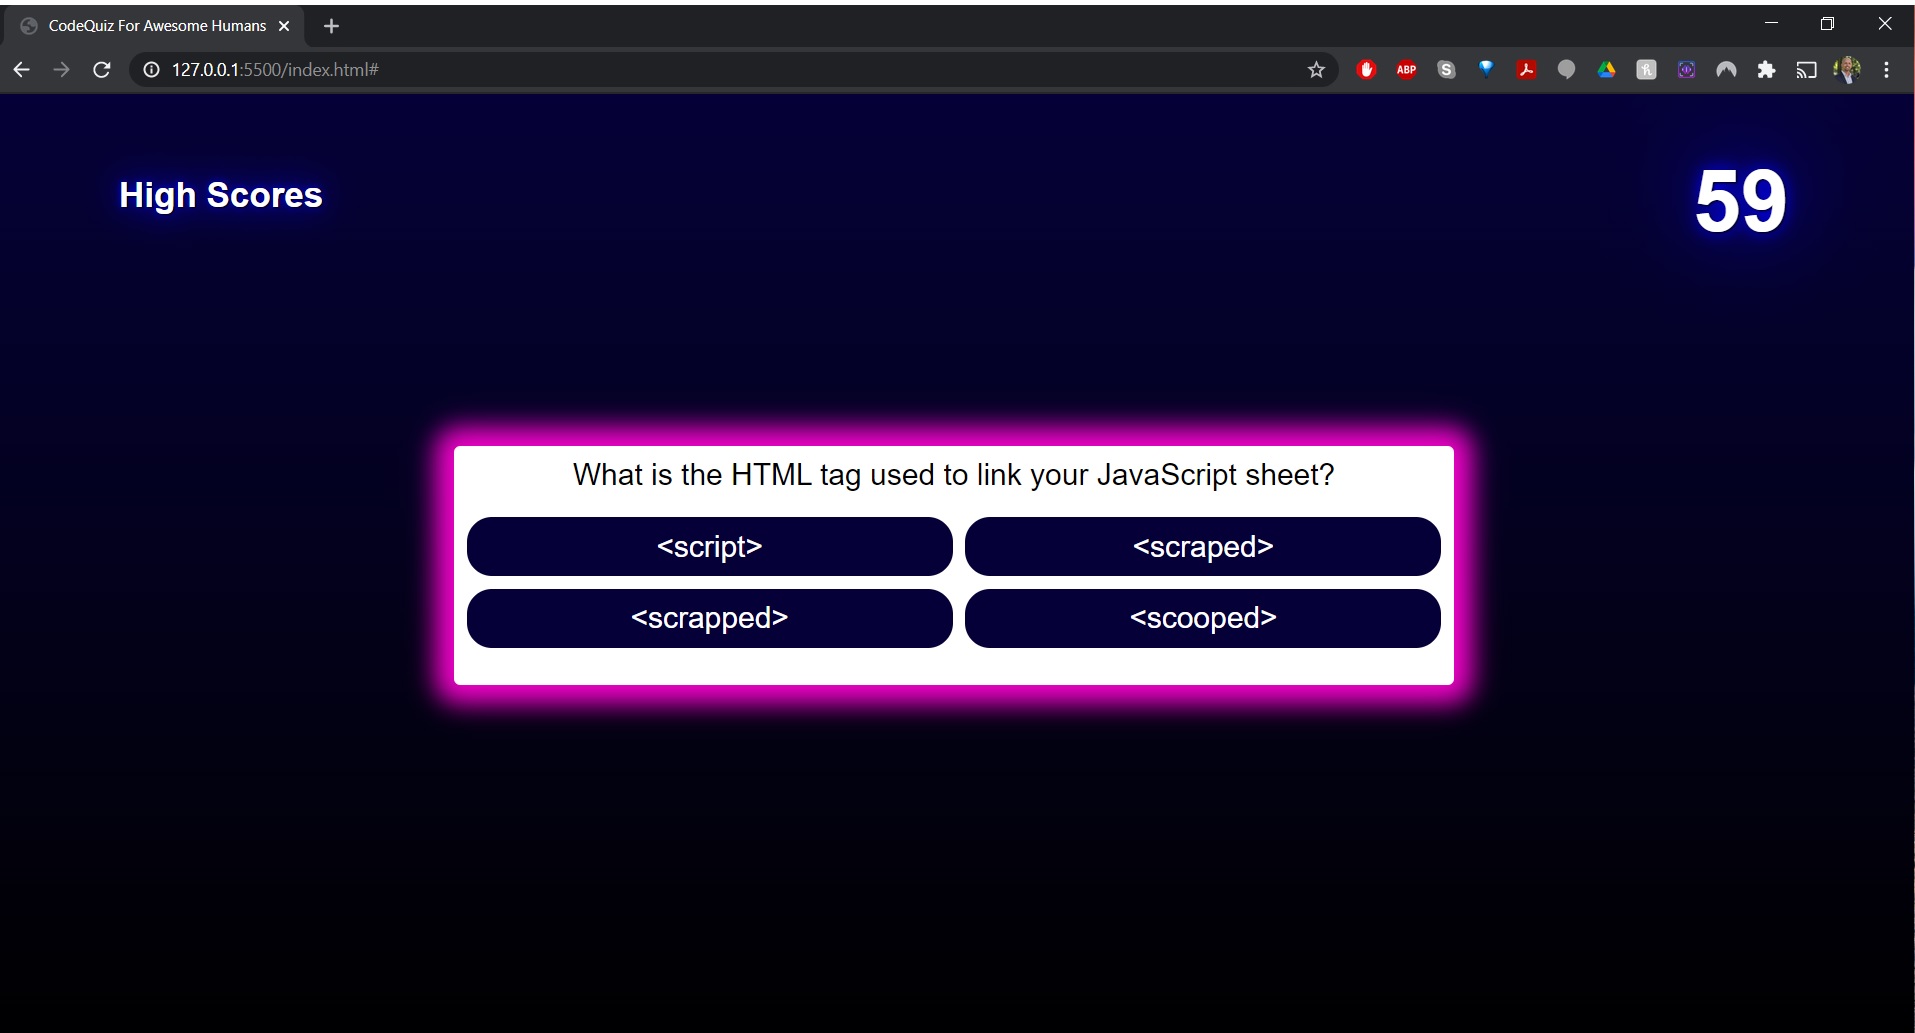 CodeQuiz For Awesome Humans
127.0.0.1:5500/index.html#
ABP
S
h
High Scores
59
What is the HTML tag used to link your JavaScript sheet?
<script>
<scraped>
<scrapped>
<scooped>